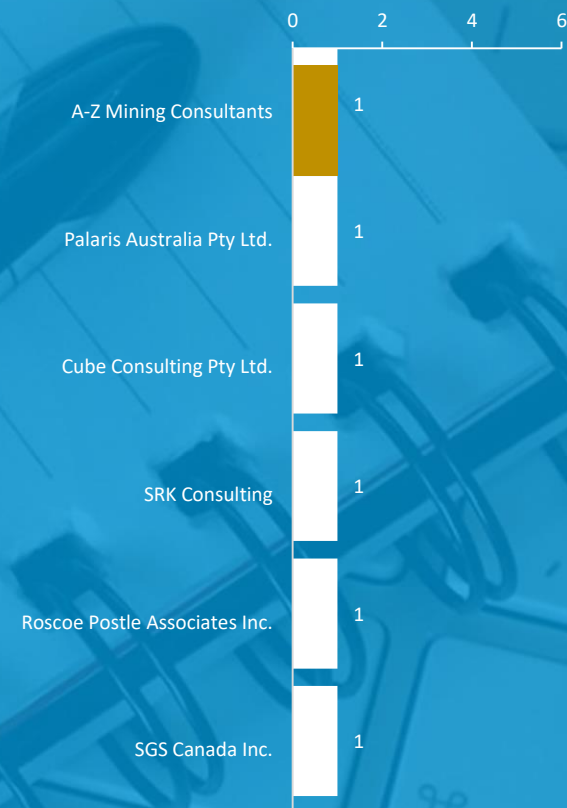 0 2 4 6
A-Z Mining Consultants 1
Palaris Australia Pty Ltd. 1
Cube Consulting Pty Ltd. 1
SRK Consulting 1
Roscoe Postle Associates Inc. 1
SGS Canada Inc. 1